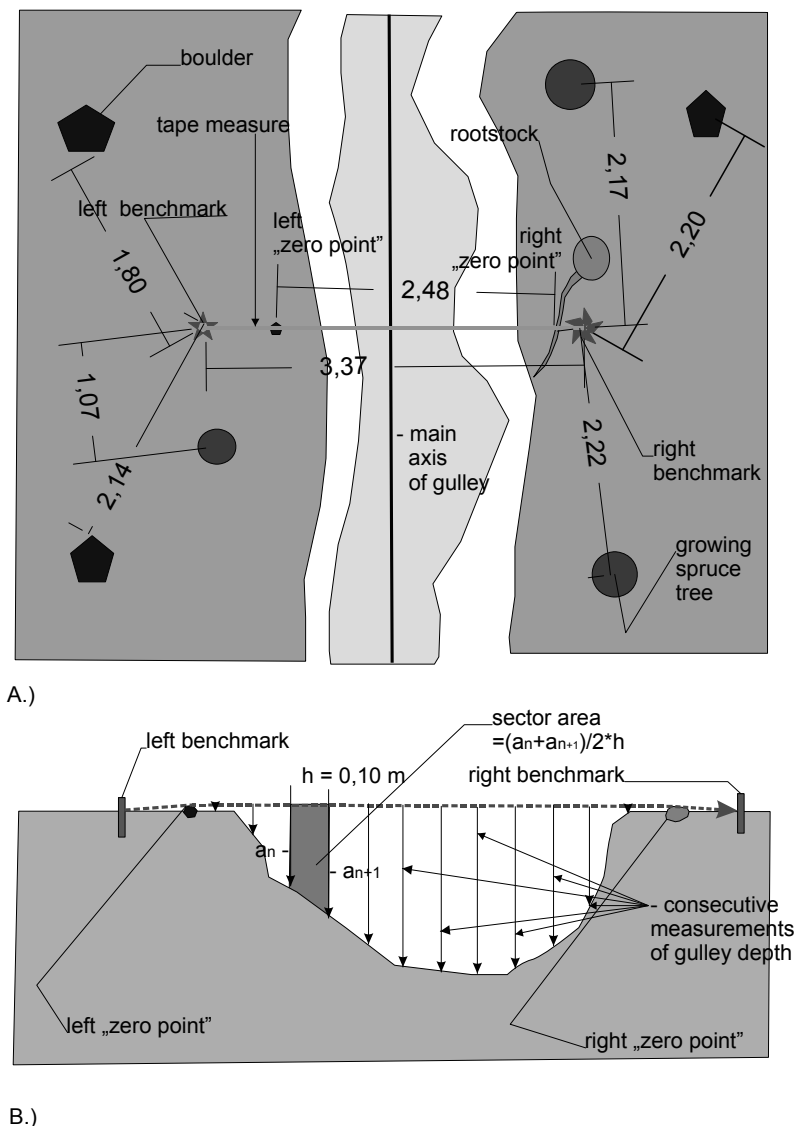 boulder
tape measure
rootstock
left benchmark
left
„zero point”
right
„zero point”
2,17
2,20
1,80
2,48
3,37
1,07
2,14
2,22
- main
axis
of gulley
right
benchmark
growing
spruce
tree
A.)
left benchmark
sector area
=(an+an+1)/2*h
h = 0,10 m
right benchmark
an -
- an+1
- consecutive
measurements
of gulley depth
left „zero point”
right „zero point”
B.)